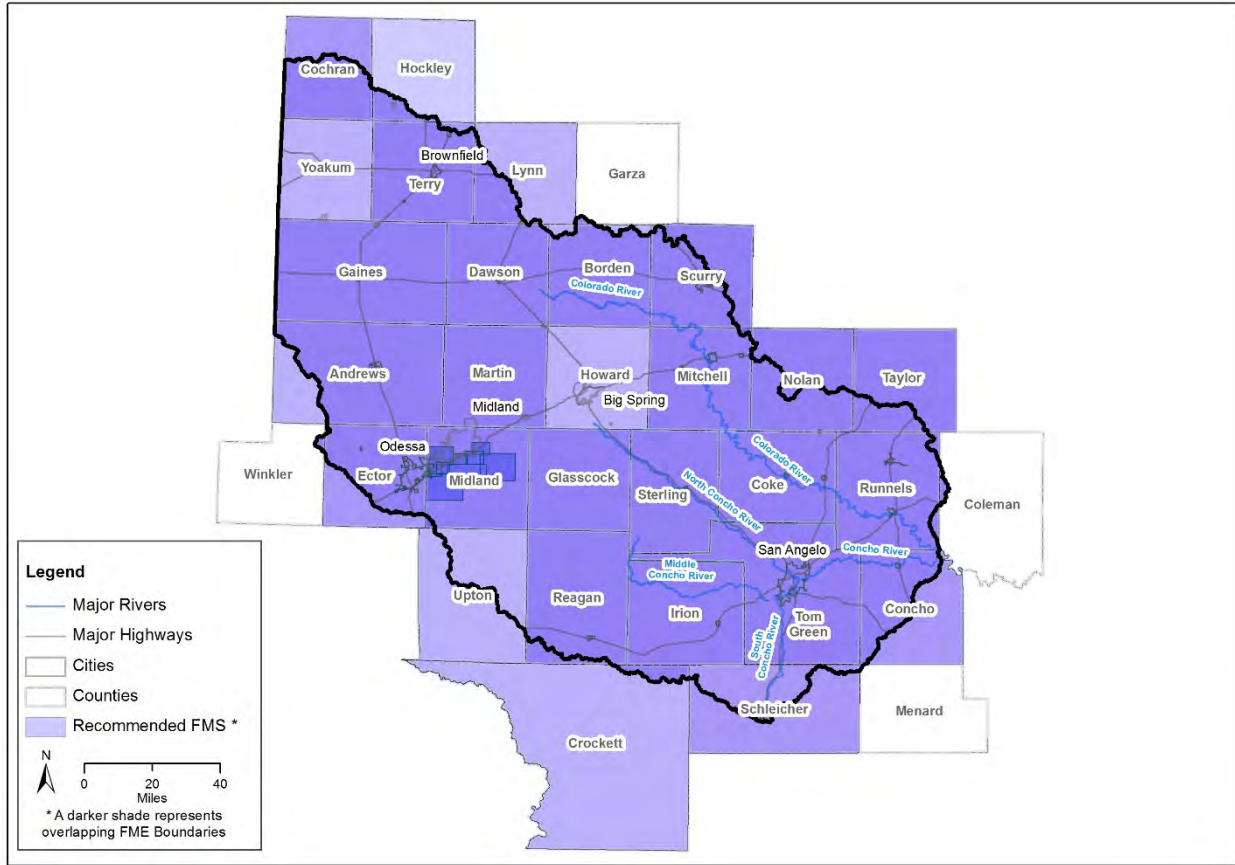 Cochran
Hockley
Yoakum
Brownfield
Terry
Lynn
Garza
Gaines
Dawson
Borden
Scurry
Colorado River
Andrews
Martin
Howard
Mitchell
Nolan
Taylor
Midland
Big Spring
Odessa
Winkler
Ector
Midland
Glasscock
Sterling
North Concho River
Coke
Colorado River
Runnels
Coleman
San Angelo
Concho River
Middle
Concho River
Upton
Reagan
Irion
Tom
Green
Concho
South
Concho River
Schleicher
Menard
Crockett
Legend
Major Rivers
Major Highways
Cities
Counties
Recommended FMS *
N
0 20 40
Miles
* A darker shade represents
overlapping FME Boundaries